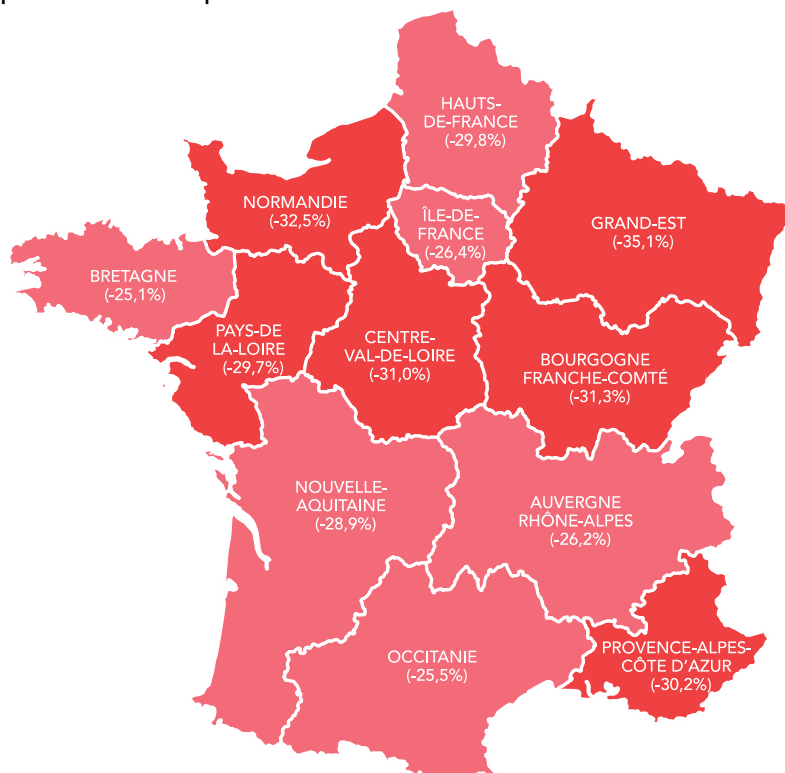 HAUTS-
DE-FRANCE
(-29,8%)
NORMANDIE
(-32,5%)
ÎLE-DE-
FRANCE
(-26,4%)
GRAND-EST
(-35,1%)
BRETAGNE
(-25,1%)
PAYS-DE
LA-LOIRE
(-29,7%)
CENTRE-
VAL-DE-LOIRE
(-31,0%)
BOURGOGNE
FRANCHE-COMTÉ
(-31,3%)
NOUVELLE-
AQUITAINE
(-28,9%)
AUVERGNE
RHÔNE-ALPES
(-26,2%)
OCCITANIE
(-25,5%)
PROVENCE-ALPES-
CÔTE D'AZUR
(-30,2%)